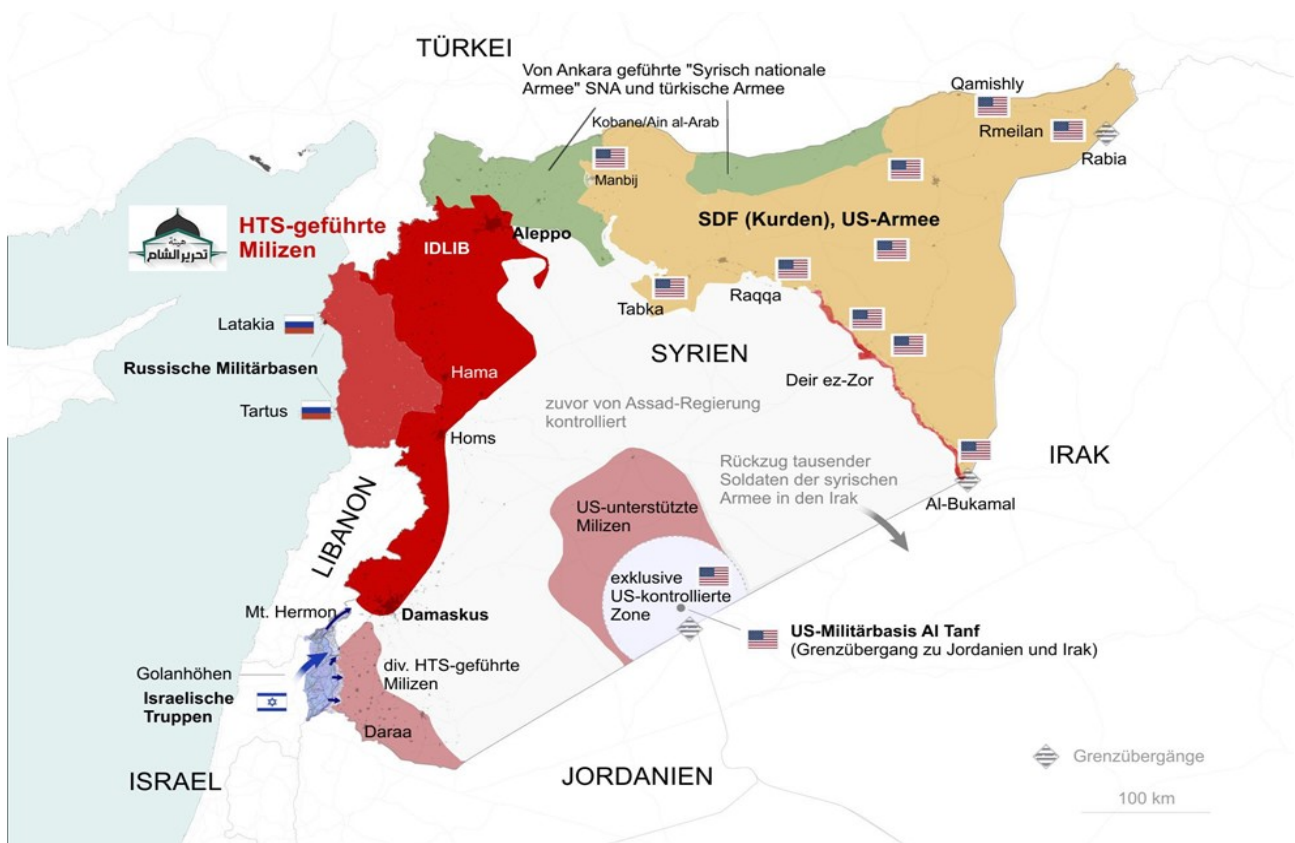 TÜRKEI
Von Ankara geführte "Syrisch nationale
Armee" SNA und türkische Armee
Kobane/Ain al-Arab
Qamishly
Rmeilan
Rabia
Manbij
هيئة
تحرير الشام
HTS-geführte
Milizen
IDLIB
Aleppo
SDF (Kurden), US-Armee
Tabka
Raqqa
Latakia
Russische Militärbasen
Tartus
SYRIEN
Hama
Deir ez-Zor
zuvor von Assad-Regierung
kontrolliert
Homs
IRAK
Rückzug tausender
Soldaten der syrischen
Armee in den Irak
Al-Bukamal
LIBANON
US-unterstützte
Milizen
exklusive
US-kontrollierte
Zone
Mt. Hermon
Damaskus
US-Militärbasis Al Tanf
(Grenzübergang zu Jordanien und Irak)
Golanhöhen
div. HTS-geführte
Milizen
Israelische
Truppen
Daraa
ISRAEL
JORDANIEN
Grenzübergänge
100 km